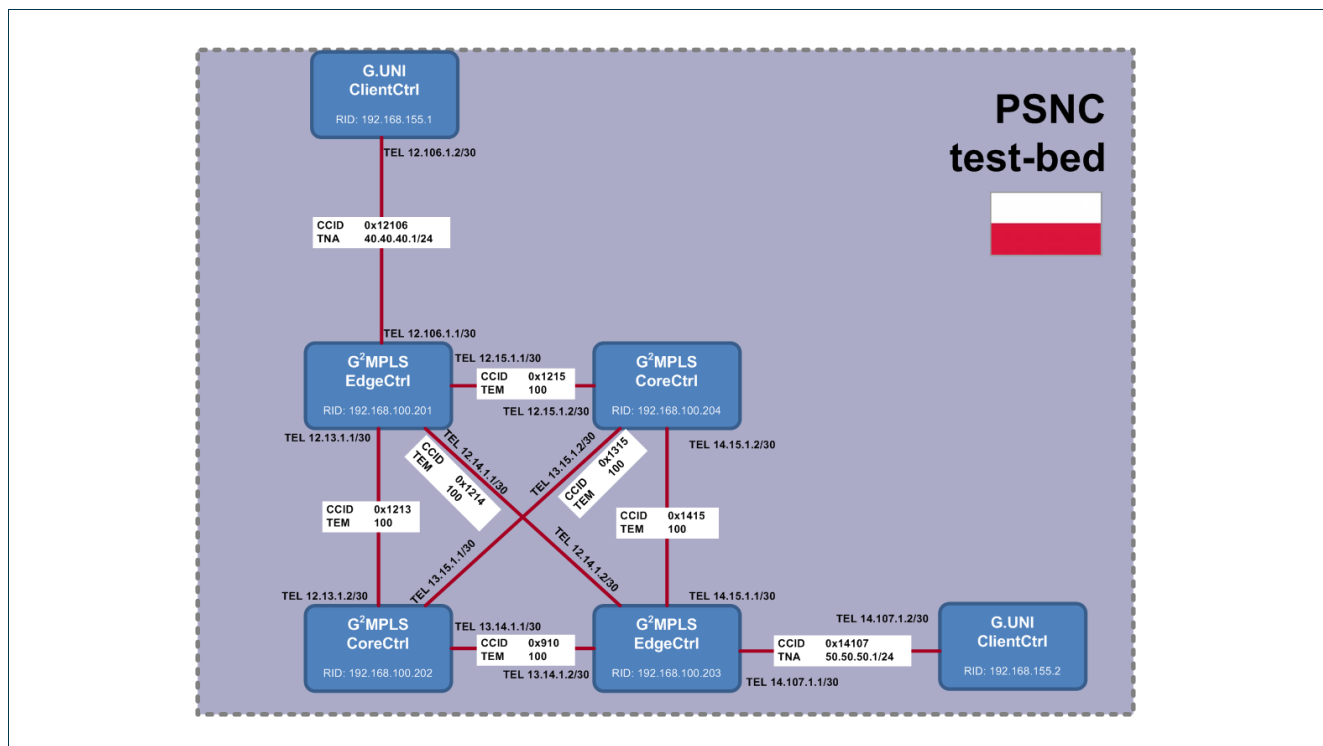 G.UNI
ClientCtrl
RID: 192.168.155.1
PSNC
test-bed
TEL 12.106.1.2/30
CCID 0x12106
TNA 40.40.40.1/24
TEL 12.106.1.1/30
G²MPLS
EdgeCtrl
RID: 192.168.100.201
TEL 12.15.1.1/30
CCID 0x1215
TEM 100
TEL 12.15.1.2/30
G²MPLS
CoreCtrl
RID: 192.168.100.204
TEL 12.13.1.1/30
TEL 12.14.1.1/30
CCID 0x1214
TEM 100
TEL 13.15.1.2/30
CCID 0x1315
TEM 100
TEL 14.15.1.2/30
CCID 0x1213
TEM 100
CCID 0x1415
TEM 100
TEL 13.15.1.1/30
TEL 12.14.1.2/30
TEL 12.13.1.2/30
TEL 14.15.1.1/30
G²MPLS
CoreCtrl
RID: 192.168.100.202
TEL 13.14.1.1/30
CCID 0x910
TEM 100
TEL 13.14.1.2/30
G²MPLS
EdgeCtrl
RID: 192.168.100.203
TEL 14.107.1.2/30
CCID 0x14107
TNA 50.50.50.1/24
TEL 14.107.1.1/30
G.UNI
ClientCtrl
RID: 192.168.155.2